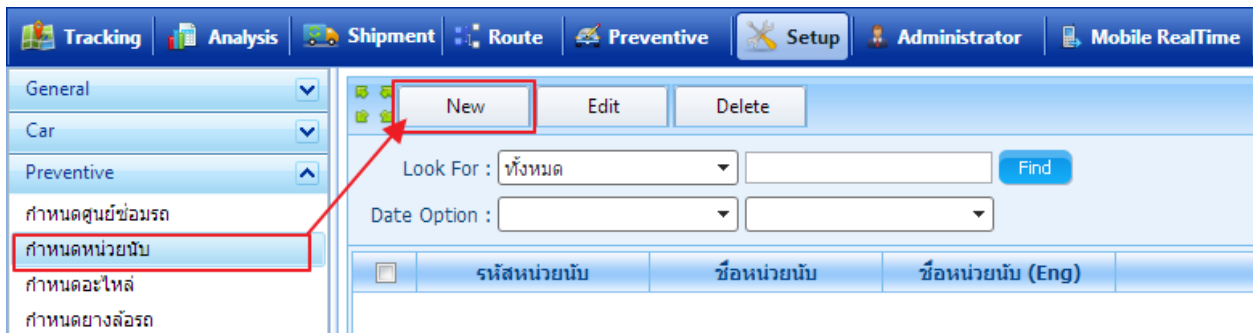 Tracking Analysis Shipment Route Preventive Setup Administrator Mobile RealTime
General
Car
Preventive
กำหนดศูนย์ซ่อมรถ
กำหนดหน่วยนับ
กำหนดอะไหล่
กำหนดยางล้อรถ
New Edit Delete
Look For : ทั้งหมด Find
Date Option :
รหัสหน่วยนับ ชื่อหน่วยนับ ชื่อหน่วยนับ (Eng)